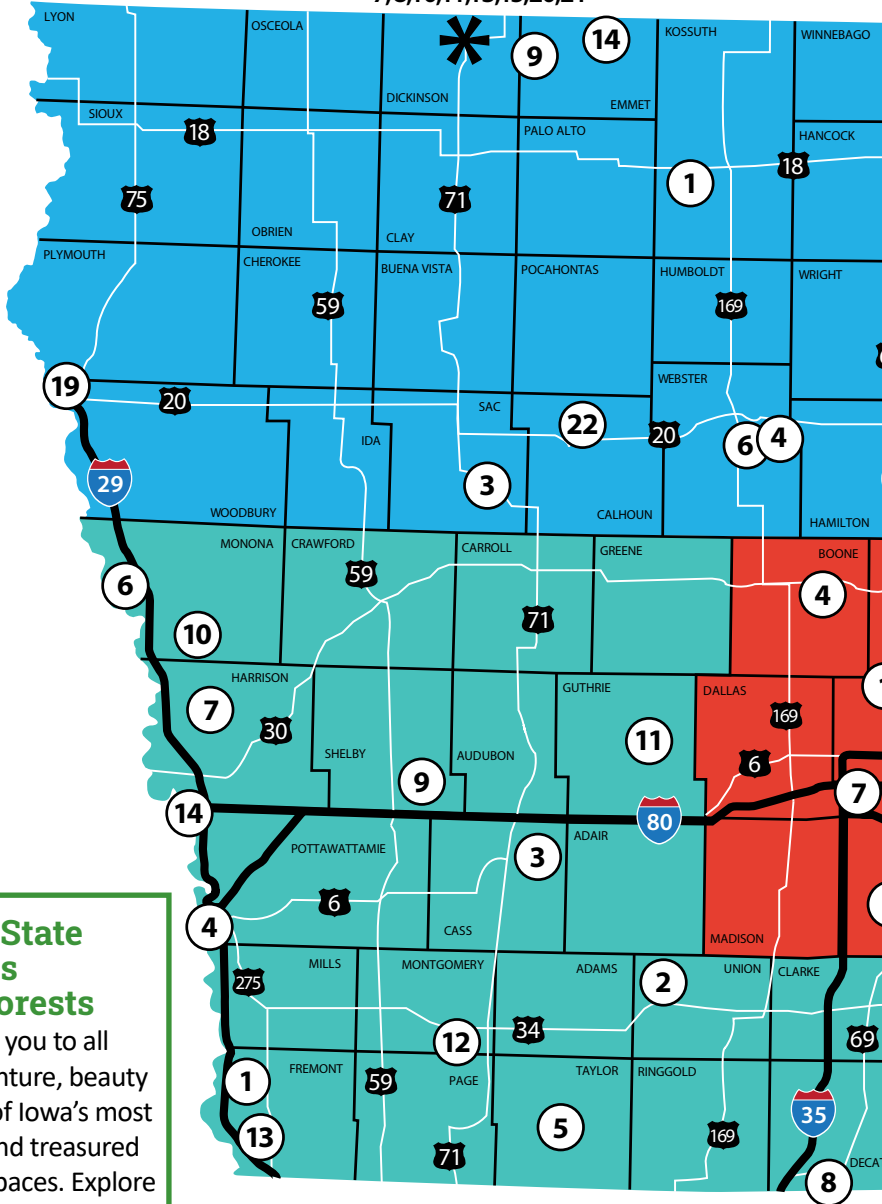 LYON
OSCEOLA
9
14
KOSSUTH
WINNEBAGO
DICKINSON
EMMET
SIOUX
18
PALO ALTO
HANCOCK
18
1
75
71
OBRIEN
CLAY
PLYMOUTH
CHEROKEE
BUENA VISTA
POCAHONTAS
HUMBOLDT
WRIGHT
59
169
19
20
WEBSTER
SAC
22
20
6
4
IDA
29
3
WOODBURY
CALHOUN
HAMILTON
MONONA
CRAWFORD
CARROLL
GREENE
BOONE
59
6
4
71
10
HARRISON
GUTHRIE
DALLAS
7
30
169
11
SHELBY
AUDUBON
6
9
7
14
80
ADAIR
POTTAWATTAMIE
3
6
CASS
4
MADISON
MILLS
MONTGOMERY
ADAMS
UNION
CLARKE
275
2
12
34
69
FREMONT
PAGE
TAYLOR
RINGGOLD
1
59
35
5
13
169
71
8
State
s
orests
you to all
nture, beauty
of Iowa's most
nd treasured
paces. Explore